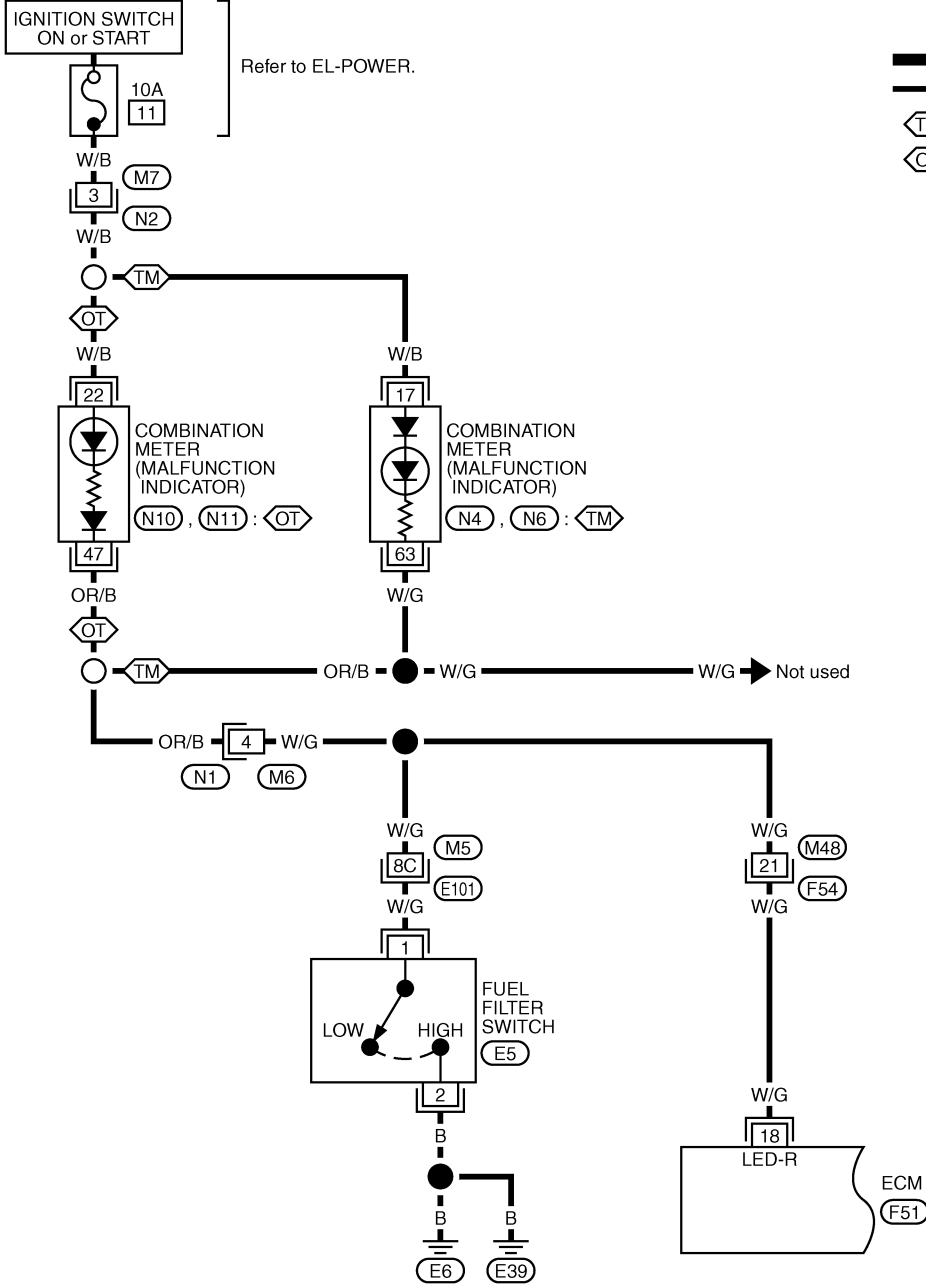 IGNITION SWITCH
ON or START
Refer to EL-POWER.
10A
11
W/B
M7
3
N2
W/B
TM
OT
W/B
W/B
22
17
COMBINATION
METER
(MALFUNCTION
INDICATOR)
N10 , N11 : OT
COMBINATION
METER
(MALFUNCTION
INDICATOR)
N4 , N6 : TM
47
63
OR/B
W/G
OT
TM
OR/B
W/G
W/G
Not used
OR/B
4
W/G
N1
M6
W/G
M5
8C
E101
W/G
W/G
M48
21
F54
W/G
1
FUEL
FILTER
SWITCH
E5
LOW
HIGH
2
B
B
B
E6
E39
W/G
18
LED-R
ECM
F51